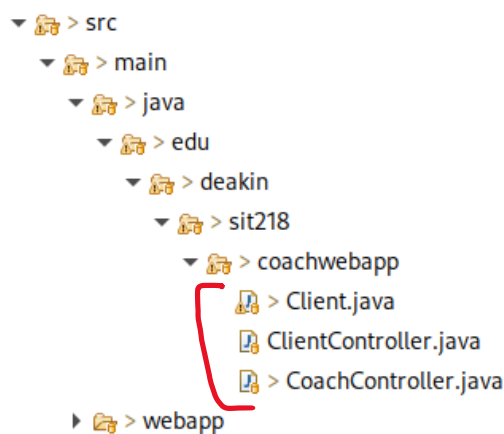 > src
> main
> java
> edu
> deakin
> sit218
> coachwebapp
> Client.java
ClientController.java
> CoachController.java
> webapp